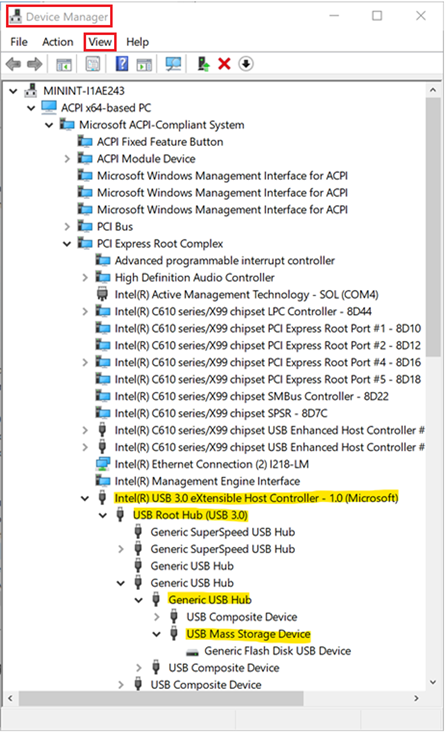 Device Manager
File Action View Help
MININT-I1AE243
ACPI x64-based PC
Microsoft ACPI-Compliant System
ACPI Fixed Feature Button
ACPI Module Device
Microsoft Windows Management Interface for ACPI
Microsoft Windows Management Interface for ACPI
Microsoft Windows Management Interface for ACPI
PCI Bus
PCI Express Root Complex
Advanced programmable interrupt controller
High Definition Audio Controller
Intel(R) Active Management Technology - SOL (COM4)
Intel(R) C610 series/X99 chipset LPC Controller - 8D44
Intel(R) C610 series/X99 chipset PCI Express Root Port #1 - 8D10
Intel(R) C610 series/X99 chipset PCI Express Root Port #2 - 8D12
Intel(R) C610 series/X99 chipset PCI Express Root Port #4 - 8D16
Intel(R) C610 series/X99 chipset PCI Express Root Port #5 - 8D18
Intel(R) C610 series/X99 chipset SMBus Controller - 8D22
Intel(R) C610 series/X99 chipset SPSR - 8D7C
Intel(R) C610 series/X99 chipset USB Enhanced Host Controller #
Intel(R) C610 series/X99 chipset USB Enhanced Host Controller #
Intel(R) Ethernet Connection (2) I218-LM
Intel(R) Management Engine Interface
Intel(R) USB 3.0 eXtensible Host Controller - 1.0 (Microsoft)
USB Root Hub (USB 3.0)
Generic SuperSpeed USB Hub
Generic SuperSpeed USB Hub
Generic USB Hub
Generic USB Hub
Generic USB Hub
USB Composite Device
USB Mass Storage Device
Generic Flash Disk USB Device
USB Composite Device
USB Composite Device